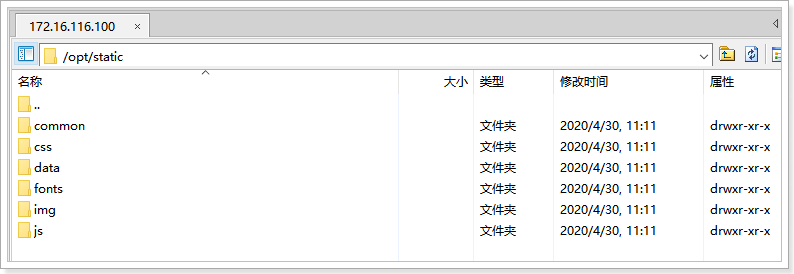 172.16.116.100 ×
/opt/static
名称 大小 类型 修改时间 属性
..
common 文件夹 2020/4/30, 11:11 drwxr-xr-x
css 文件夹 2020/4/30, 11:11 drwxr-xr-x
data 文件夹 2020/4/30, 11:11 drwxr-xr-x
fonts 文件夹 2020/4/30, 11:11 drwxr-xr-x
img 文件夹 2020/4/30, 11:11 drwxr-xr-x
js 文件夹 2020/4/30, 11:11 drwxr-xr-x